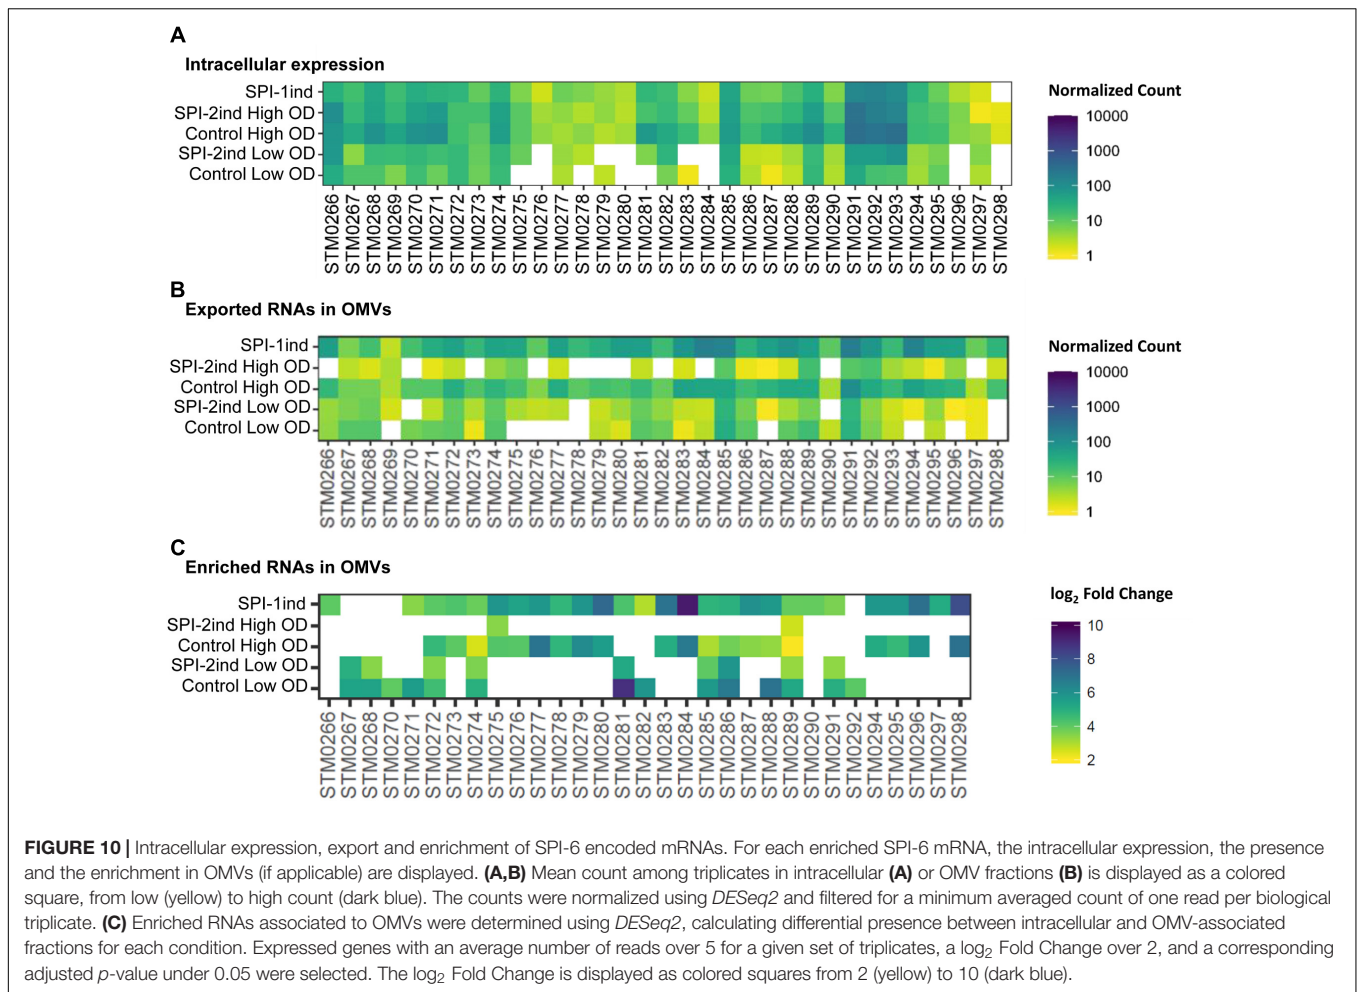 A
Intracellular expression
SPI-1ind
SPI-2ind High OD
Control High OD
SPI-2ind Low OD
Control Low OD
STM0266 STM0267 STM0268 STM0269 STM0270 STM0271 STM0272 STM0273 STM0274 STM0275 STM0276 STM0277 STM0278 STM0279 STM0280 STM0281 STM0282 STM0283 STM0284 STM0285 STM0286 STM0287 STM0288 STM0289 STM0290 STM0291 STM0292 STM0293 STM0294 STM0295 STM0296 STM0297 STM0298
Normalized Count
10000
1000
100
10
1
B
Exported RNAs in OMVs
SPI-1ind
SPI-2ind High OD
Control High OD
SPI-2ind Low OD
Control Low OD
STM0266 STM0267 STM0268 STM0269 STM0270 STM0271 STM0272 STM0273 STM0274 STM0275 STM0276 STM0277 STM0278 STM0279 STM0280 STM0281 STM0282 STM0283 STM0284 STM0285 STM0286 STM0287 STM0288 STM0289 STM0290 STM0291 STM0292 STM0293 STM0294 STM0295 STM0296 STM0297 STM0298
Normalized Count
10000
1000
100
10
1
C
Enriched RNAs in OMVs
SPI-1ind
SPI-2ind High OD
Control High OD
SPI-2ind Low OD
Control Low OD
STM0266 STM0267 STM0268 STM0270 STM0271 STM0272 STM0273 STM0274 STM0275 STM0276 STM0277 STM0278 STM0279 STM0280 STM0281 STM0282 STM0283 STM0284 STM0285 STM0286 STM0287 STM0288 STM0289 STM0290 STM0291 STM0292 STM0294 STM0295 STM0296 STM0297 STM0298
log₂ Fold Change
10
8
6
4
2
FIGURE 10 | Intracellular expression, export and enrichment of SPI-6 encoded mRNAs. For each enriched SPI-6 mRNA, the intracellular expression, the presence
and the enrichment in OMVs (if applicable) are displayed. (A,B) Mean count among triplicates in intracellular (A) or OMV fractions (B) is displayed as a colored
square, from low (yellow) to high count (dark blue). The counts were normalized using DESeq2 and filtered for a minimum averaged count of one read per biological
triplicate. (C) Enriched RNAs associated to OMVs were determined using DESeq2, calculating differential presence between intracellular and OMV-associated
fractions for each condition. Expressed genes with an average number of reads over 5 for a given set of triplicates, a log₂ Fold Change over 2, and a corresponding
adjusted p-value under 0.05 were selected. The log₂ Fold Change is displayed as colored squares from 2 (yellow) to 10 (dark blue).